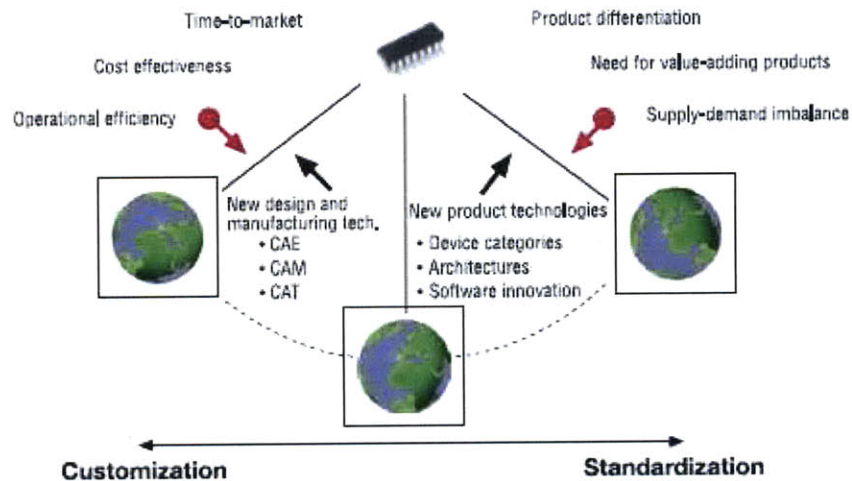 Time-to-market
Product differentiation
Cost effectiveness
Need for value-adding products
Operational efficiency
Supply-demand imbalance
New design and
manufacturing tech.
• CAE
• CAM
• CAT
New product technologies
• Device categories
• Architectures
• Software innovation
Customization
Standardization